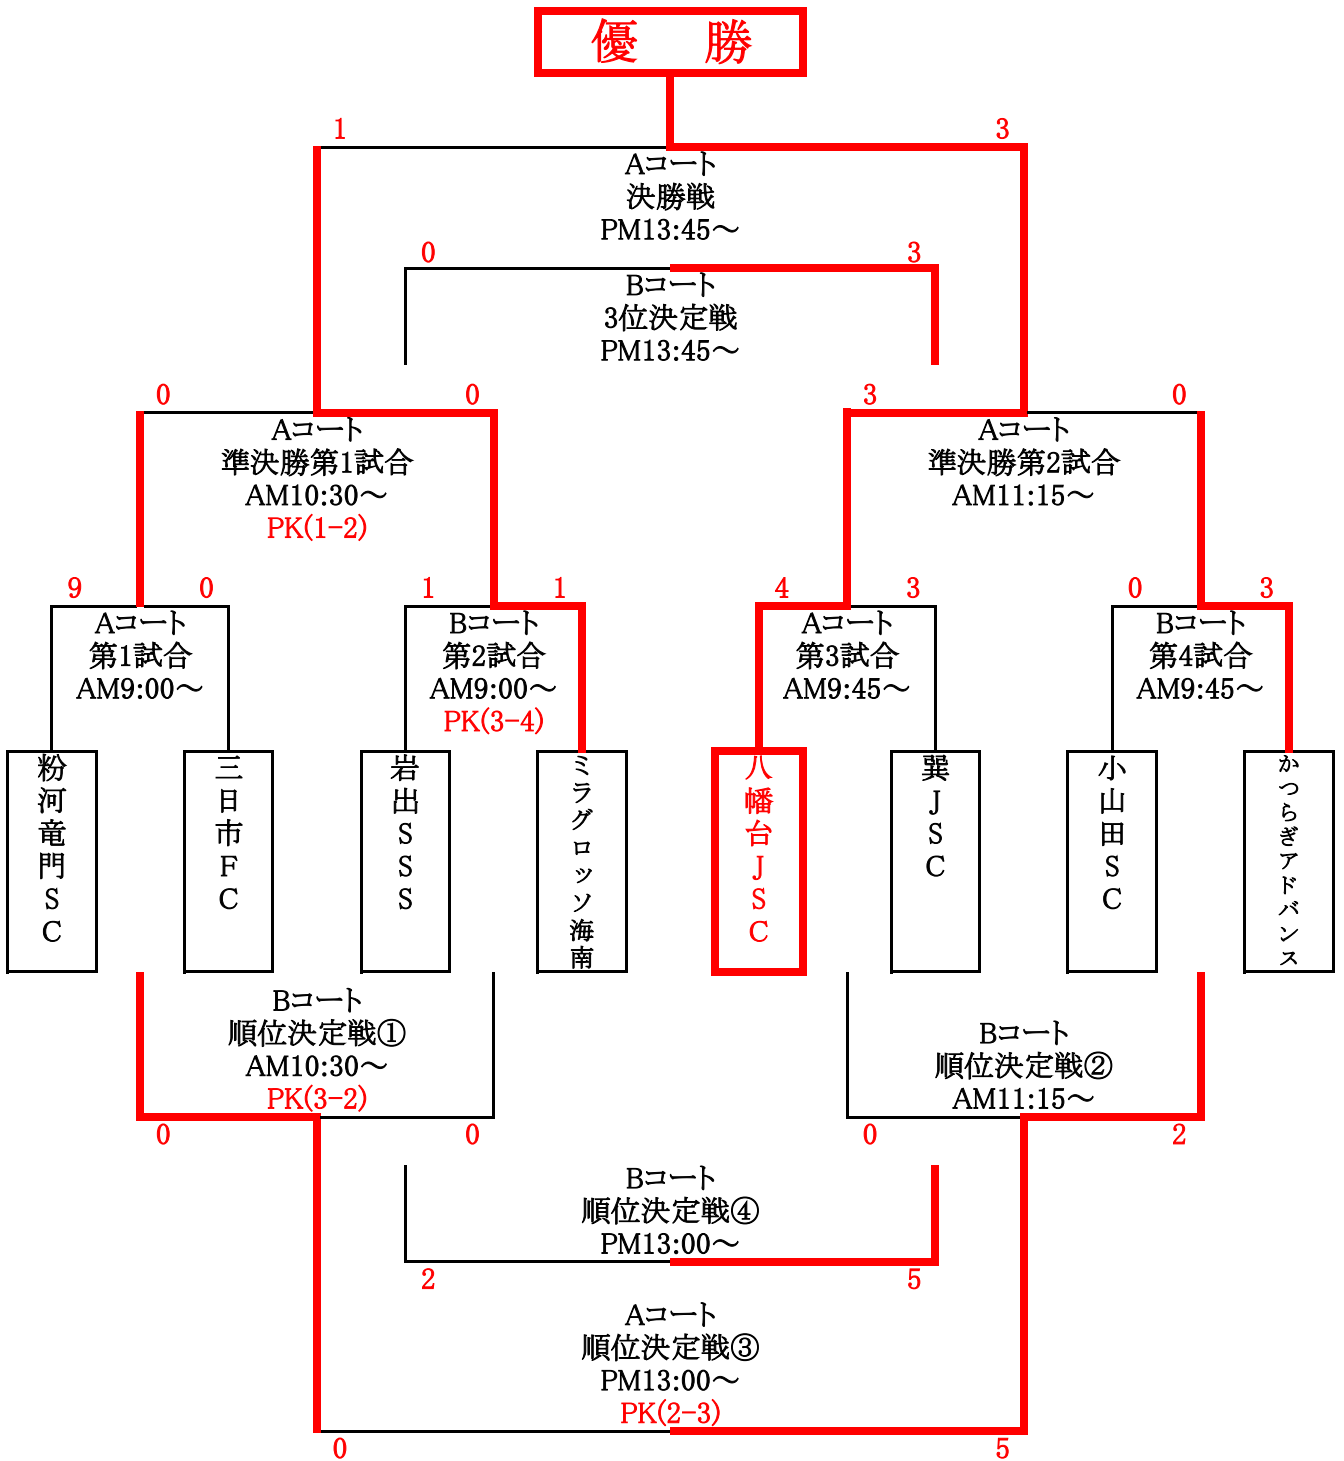 優　勝
1
3
Aコート
決勝戦
PM13:45～
0
3
Bコート
3位決定戦
PM13:45～
0
0
3
0
Aコート
準決勝第1試合
AM10:30～
PK(1-2)
Aコート
準決勝第2試合
AM11:15～
9
0
1
1
4
3
0
3
Aコート
第1試合
AM9:00～
Bコート
第2試合
AM9:00～
PK(3-4)
Aコート
第3試合
AM9:45～
Bコート
第4試合
AM9:45～
粉河竜門SC
三日市FC
岩出SSS
ミラグロッソ海南
八幡台JSC
巽JSC
小山田SC
かつらぎアドバンス
Bコート
順位決定戦①
AM10:30～
PK(3-2)
Bコート
順位決定戦②
AM11:15～
0
0
0
2
Bコート
順位決定戦④
PM13:00～
2
5
Aコート
順位決定戦③
PM13:00～
PK(2-3)
0
5